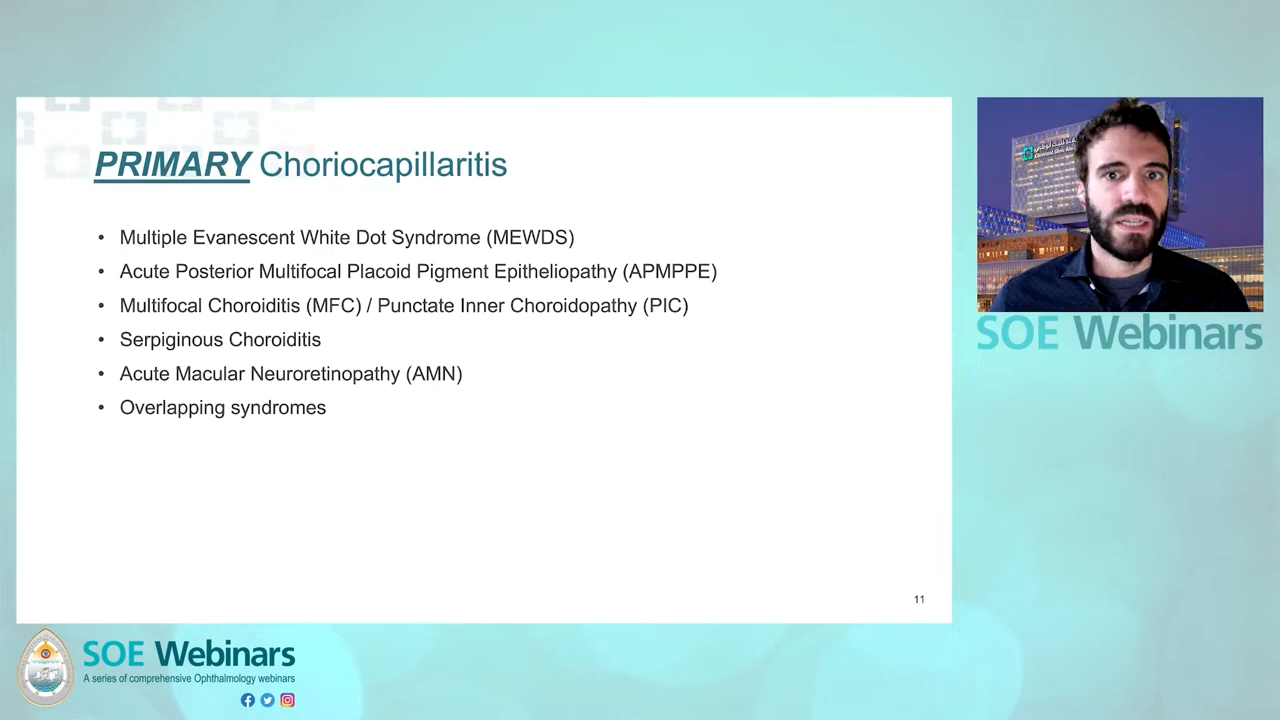 PRIMARY Choriocapillaritis
• Multiple Evanescent White Dot Syndrome (MEWDS)
• Acute Posterior Multifocal Placoid Pigment Epitheliopathy (APMPPE)
• Multifocal Choroiditis (MFC) / Punctate Inner Choroidopathy (PIC)
• Serpiginous Choroiditis
• Acute Macular Neuroretinopathy (AMN)
• Overlapping syndromes
11
SOE Webinars
SOE Webinars
A series of comprehensive Ophthalmology webinars